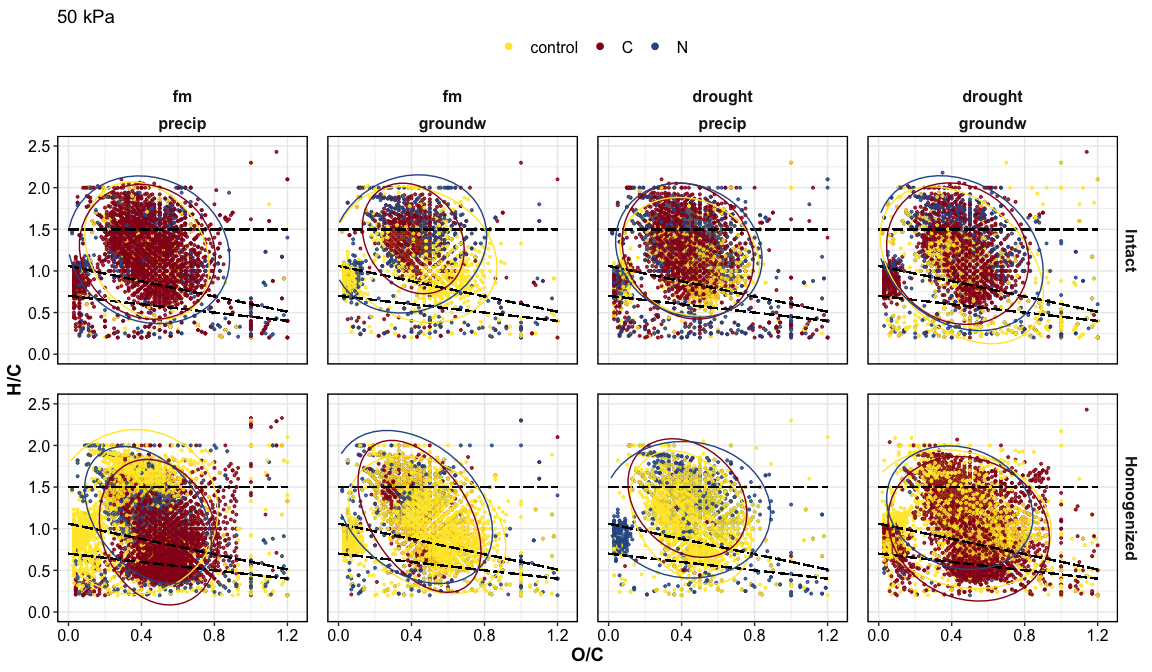 50 kPa
control C N
fm fm drought drought
precip groundw precip groundw
2.5
2.0
1.5
1.0
0.5
0.0
Intact
H/C
2.5
2.0
1.5
1.0
0.5
0.0
Homogenized
0.0 0.4 0.8 1.2 0.0 0.4 0.8 1.2 0.0 0.4 0.8 1.2 0.0 0.4 0.8 1.2
O/C